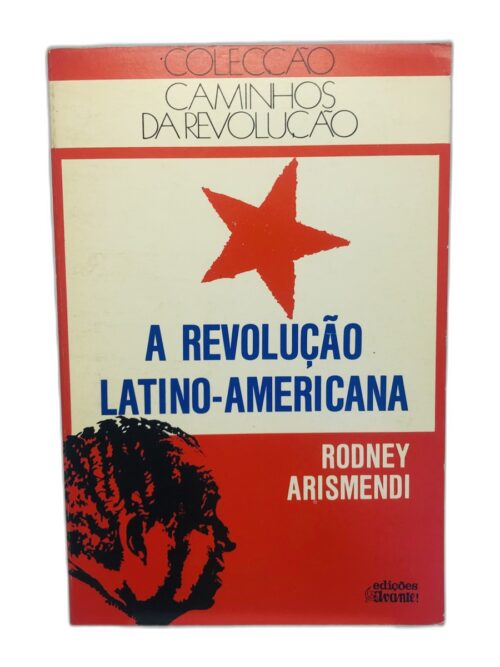 COLECÇÃO
CAMINHOS
DA REVOLUÇÃO
A REVOLUÇÃO
LATINO-AMERICANA
RODNEY
ARISMENDI
edições
avante!